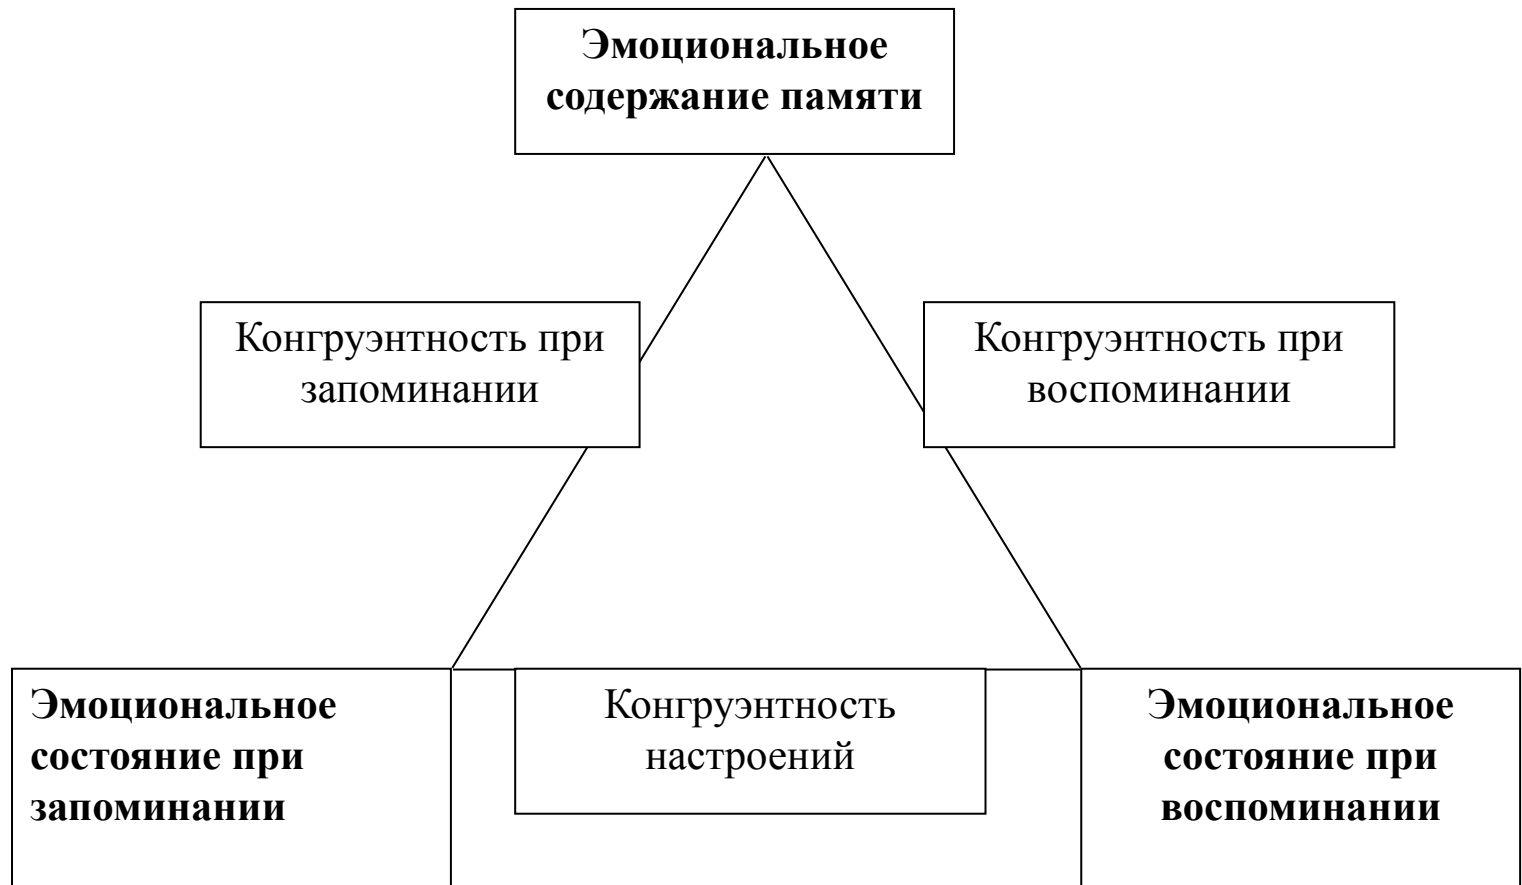 Эмоциональное
содержание памяти
Конгруэнтность при
запоминании
Конгруэнтность при
воспоминании
Эмоциональное
состояние при
запоминании
Конгруэнтность
настроений
Эмоциональное
состояние при
воспоминании